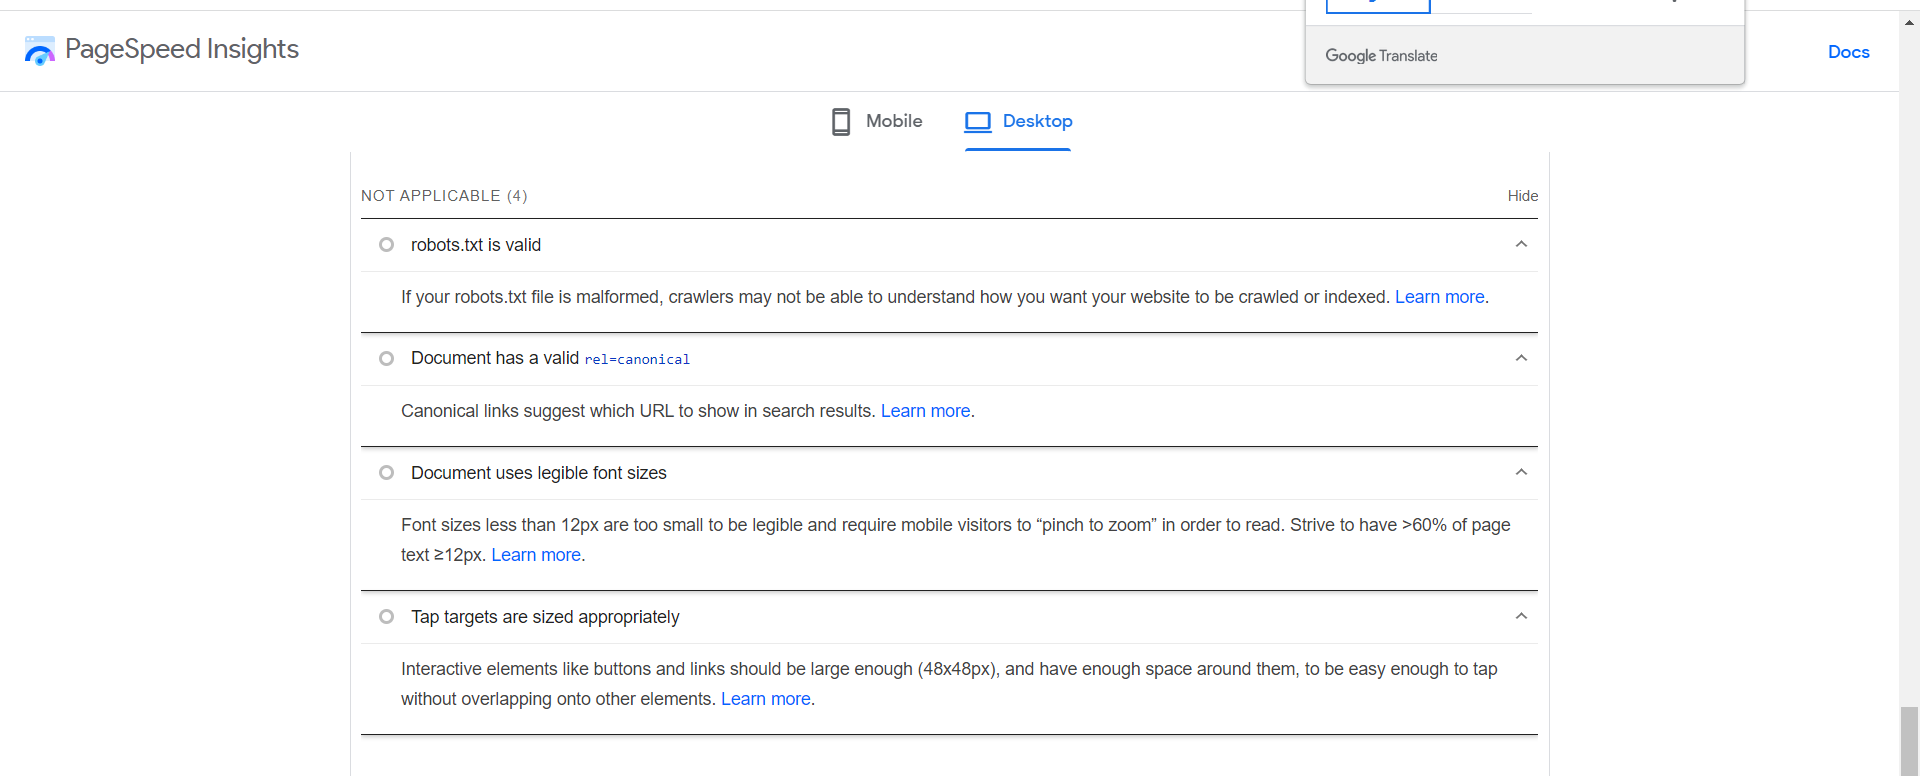 PageSpeed Insights
Google Translate
Docs
Mobile
Desktop
NOT APPLICABLE (4)
Hide
robots.txt is valid
If your robots.txt file is malformed, crawlers may not be able to understand how you want your website to be crawled or indexed. Learn more.
Document has a valid rel=canonical
Canonical links suggest which URL to show in search results. Learn more.
Document uses legible font sizes
Font sizes less than 12px are too small to be legible and require mobile visitors to “pinch to zoom” in order to read. Strive to have >60% of page
text ≥12px. Learn more.
Tap targets are sized appropriately
Interactive elements like buttons and links should be large enough (48x48px), and have enough space around them, to be easy enough to tap
without overlapping onto other elements. Learn more.